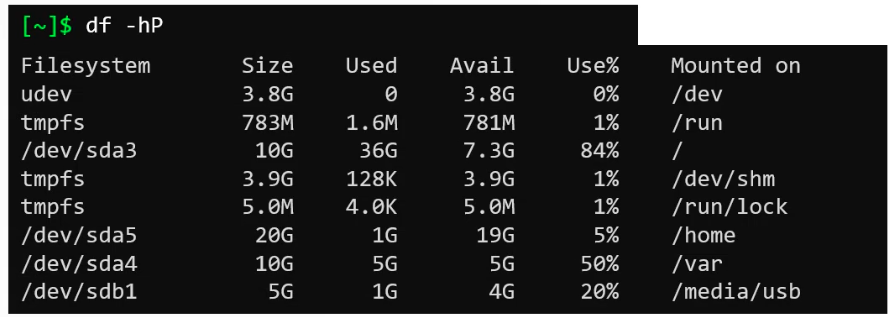 [~]$ df -hP
Filesystem Size Used Avail Use% Mounted on
udev 3.8G 0 3.8G 0% /dev
tmpfs 783M 1.6M 781M 1% /run
/dev/sda3 10G 36G 7.3G 84% /
tmpfs 3.9G 128K 3.9G 1% /dev/shm
tmpfs 5.0M 4.0K 5.0M 1% /run/lock
/dev/sda5 20G 1G 19G 5% /home
/dev/sda4 10G 5G 5G 50% /var
/dev/sdb1 5G 1G 4G 20% /media/usb